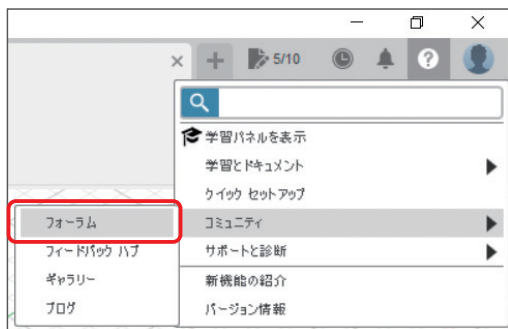 5/10
?
学習パネルを表示
学習とドキュメント
クイック セットアップ
コミュニティ
サポートと診断
新機能の紹介
バージョン情報
フォーラム
フィードバック ハブ
ギャラリー
ブログ